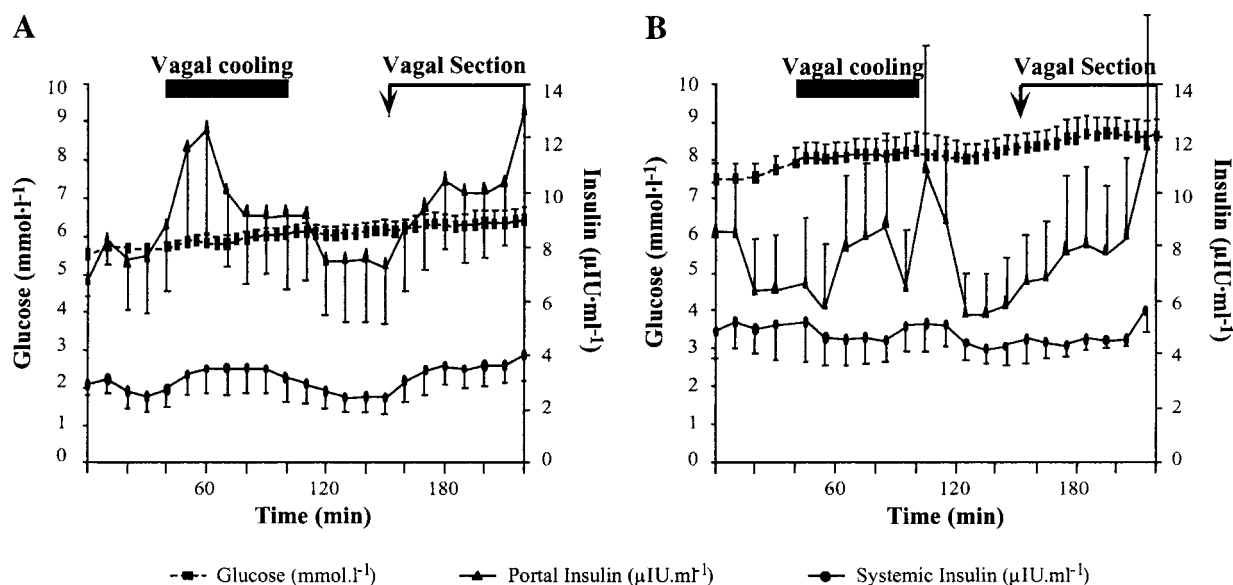 A
Vagal cooling
Vagal Section
10
9
8
7
6
5
4
3
2
1
0
Glucose (mmol·l⁻¹)
14
12
10
8
6
4
2
0
Insulin (µIU·ml⁻¹)
60 120 180
Time (min)
B
Vagal cooling
Vagal Section
10
9
8
7
6
5
4
3
2
1
0
Glucose (mmol·l⁻¹)
14
12
10
8
6
4
2
0
Insulin (µIU·ml⁻¹)
60 120 180
Time (min)
Glucose (mmol.l⁻¹) Portal Insulin (µIU.ml⁻¹) Systemic Insulin (µIU.ml⁻¹)